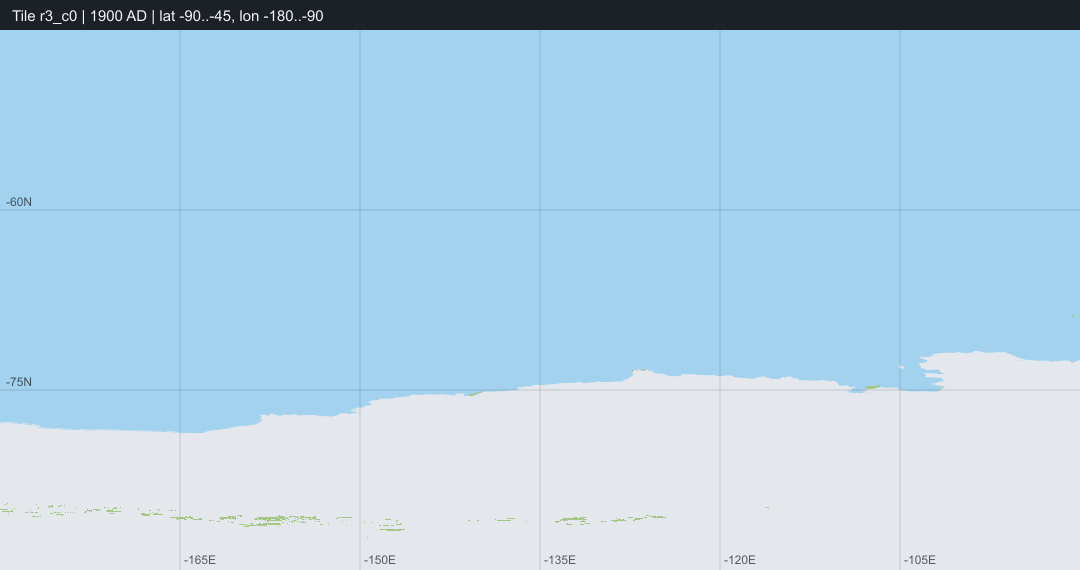 Tile r3_c0 | 1900 AD | lat -90..-45, lon -180..-90
-60N
-75N
-165E
-150E
-135E
-120E
-105E